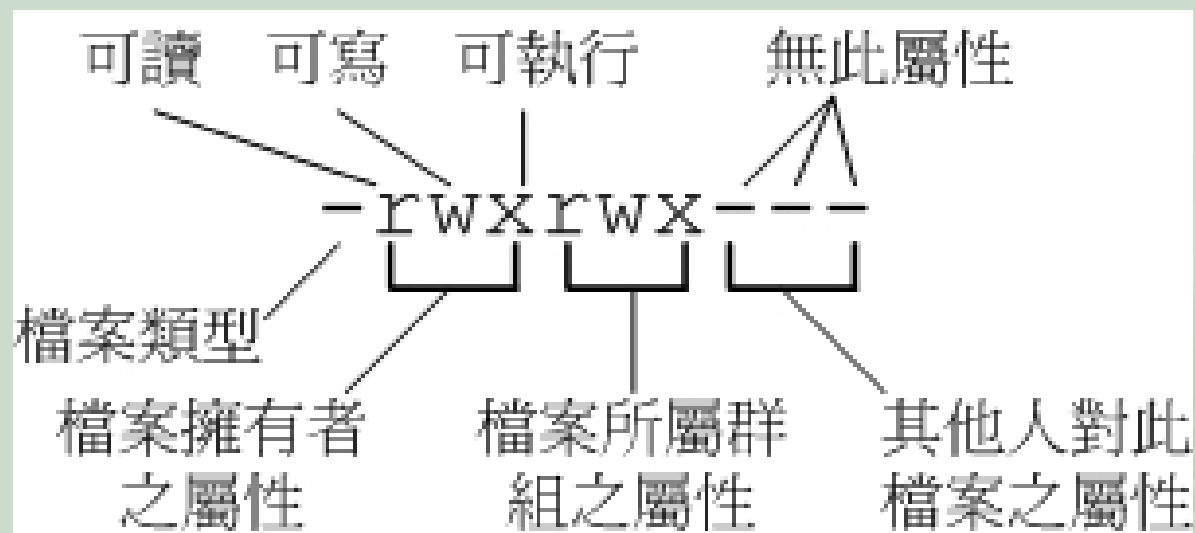 可讀 可寫 可執行 無此屬性
-rwxrwx---
檔案類型
檔案擁有者
之屬性
檔案所屬群
組之屬性
其他人對此
檔案之屬性